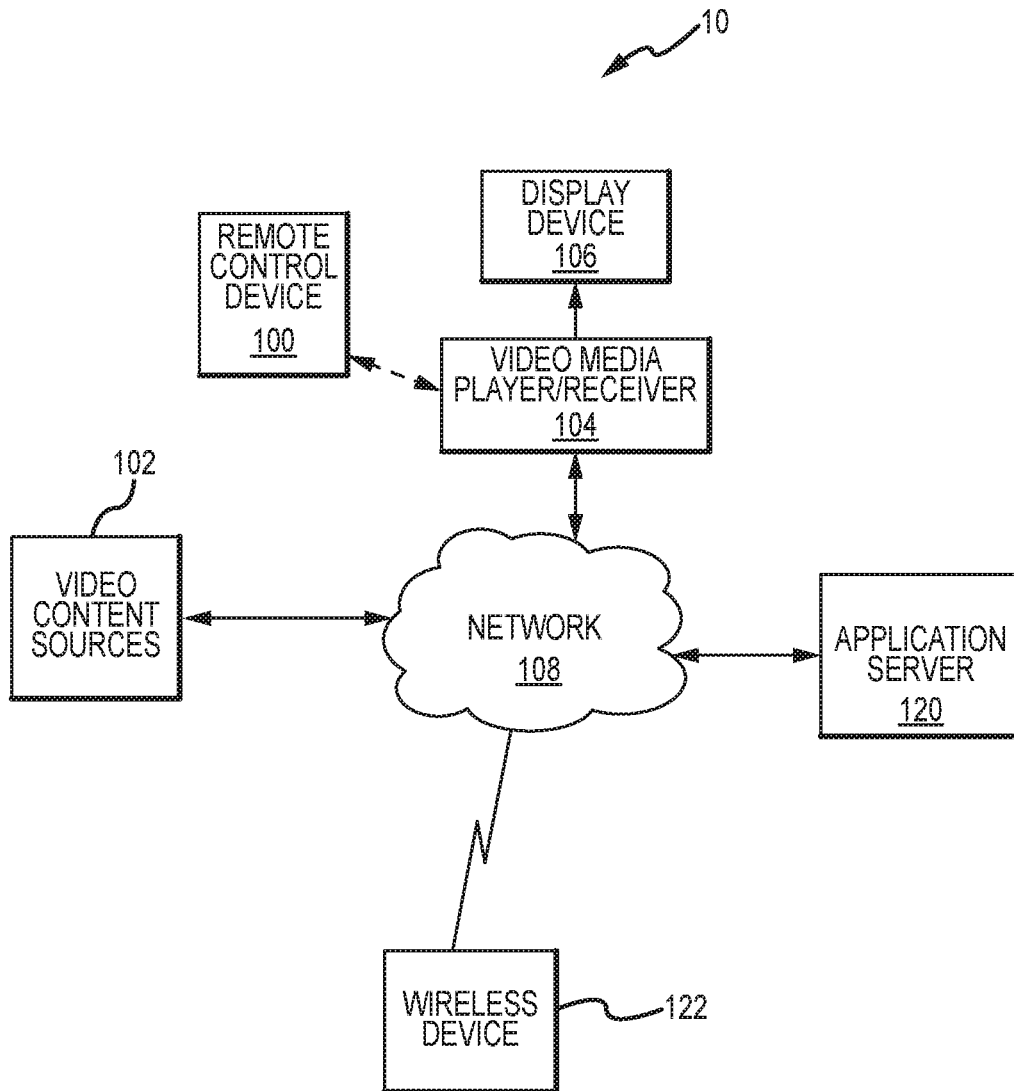 10
DISPLAY
DEVICE
106
REMOTE
CONTROL
DEVICE
100
VIDEO MEDIA
PLAYER/RECEIVER
104
102
VIDEO
CONTENT
SOURCES
NETWORK
108
APPLICATION
SERVER
120
WIRELESS
DEVICE
122